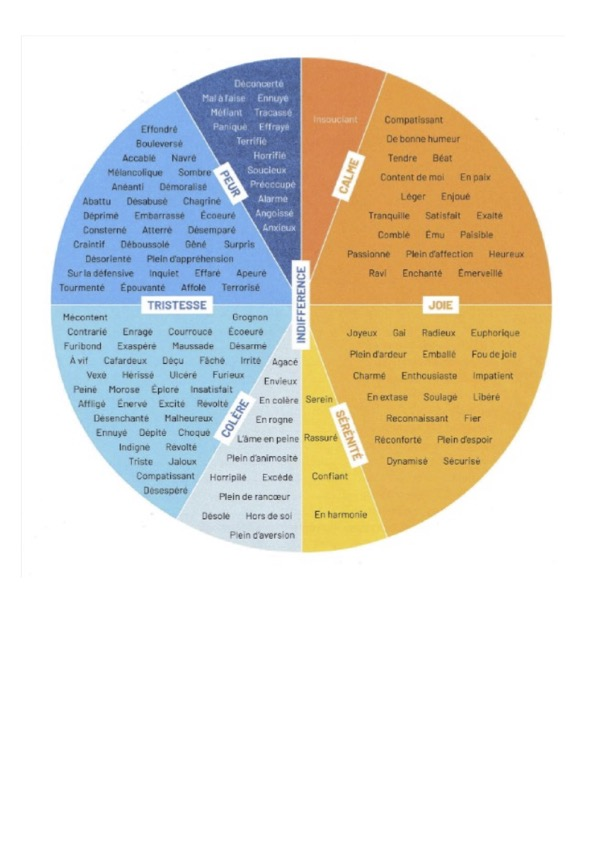 Déconcerté
Mal à l'aise Ennuyé
Méfiant Tracassé
Paniqué Effrayé
Terrifié
Horrifié
Soucieux
Préoccupé
Alarmé
Angoissé
Anxieux
PEUR
Insouciant
CALME
Compatissant
De bonne humeur
Tendre Béat
Content de moi En paix
Léger Enjoué
Tranquille Satisfait Exalté
Comblé Ému Paisible
Passionné Plein d'affection Heureux
Ravi Enchanté Émerveillé
Effondré
Bouleversé
Accablé Navré
Mélancolique Sombre
Anéanti Démoralisé
Abattu Désabusé Chagriné
Déprimé Embarrassé Écoeuré
Consterné Atterré Désemparé
Craintif Déboussolé Gêné Surpris
Désorienté Plein d'appréhension
Sur la défensive Inquiet Effaré Apeuré
Tourmenté Épouvanté Affolé Terrorisé
TRISTESSE
INDIFFERENCE
JOIE
Mécontent Grognon
Contrarié Enragé Courroucé Écoeuré
Furibond Exaspéré Maussade Désarmé
À vif Cafardeux Déçu Fâché Irrité
Vexé Hérissé Ulcéré Furieux
Peiné Morose Éploré Insatisfait
Affligé Énervé Excité Révolté
Désenchanté Malheureux
Ennuyé Dépité Choqué
Indigné Révolté
Triste Jaloux
Compatissant
Désespéré
COLÈRE
Agacé
Envieux
En colère
En rogne
L'âme en peine
Plein d'animosité
Horripilé Excédé
Plein de rancœur
Désolé Hors de soi
Plein d'aversion
Serein
Rassuré
Confiant
En harmonie
SÉRÉNITÉ
Joyeux Gai Radieux Euphorique
Plein d'ardeur Emballé Fou de joie
Charmé Enthousiaste Impatient
En extase Soulagé Libéré
Reconnaissant Fier
Réconforté Plein d'espoir
Dynamisé Sécurisé